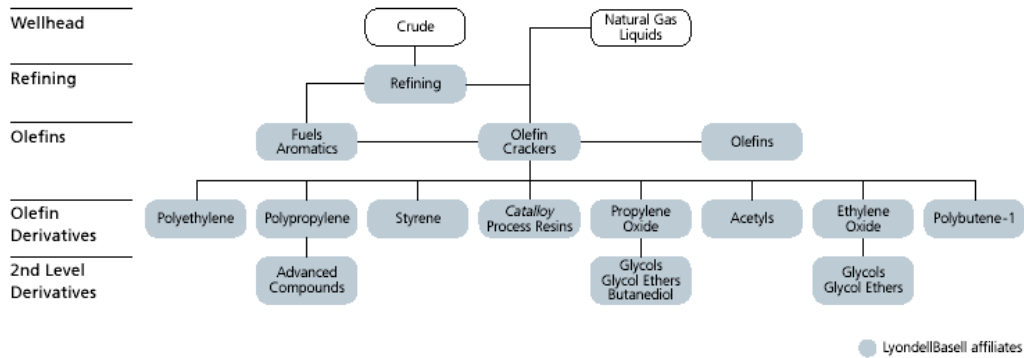 Wellhead
Crude
Natural Gas
Liquids
Refining
Refining
Olefins
Fuels
Aromatics
Olefin
Crackers
Olefins
Olefin
Derivatives
Polyethylene
Polypropylene
Styrene
Catalloy
Process Resins
Propylene
Oxide
Acetyls
Ethylene
Oxide
Polybutene-1
2nd Level
Derivatives
Advanced
Compounds
Glycols
Glycol Ethers
Butanediol
Glycols
Glycol Ethers
LyondellBasell affiliates